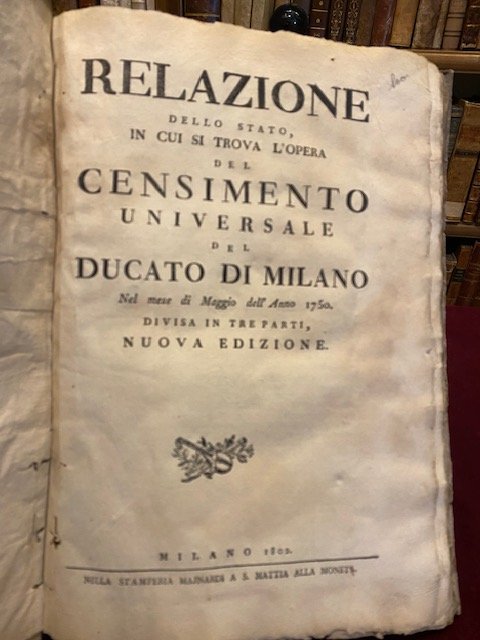 RELAZIONE
DELLO STATO,
IN CUI SI TROVA L'OPERA
DEL
CENSIMENTO
UNIVERSALE
DEL
DUCATO DI MILANO
Nel mese di Maggio dell'Anno 1750.
DIVISA IN TRE PARTI,
NUOVA EDIZIONE.
MILANO 1802.
NELLA STAMPERIA MAINARDI A S. MATTIA ALLA MONETA.